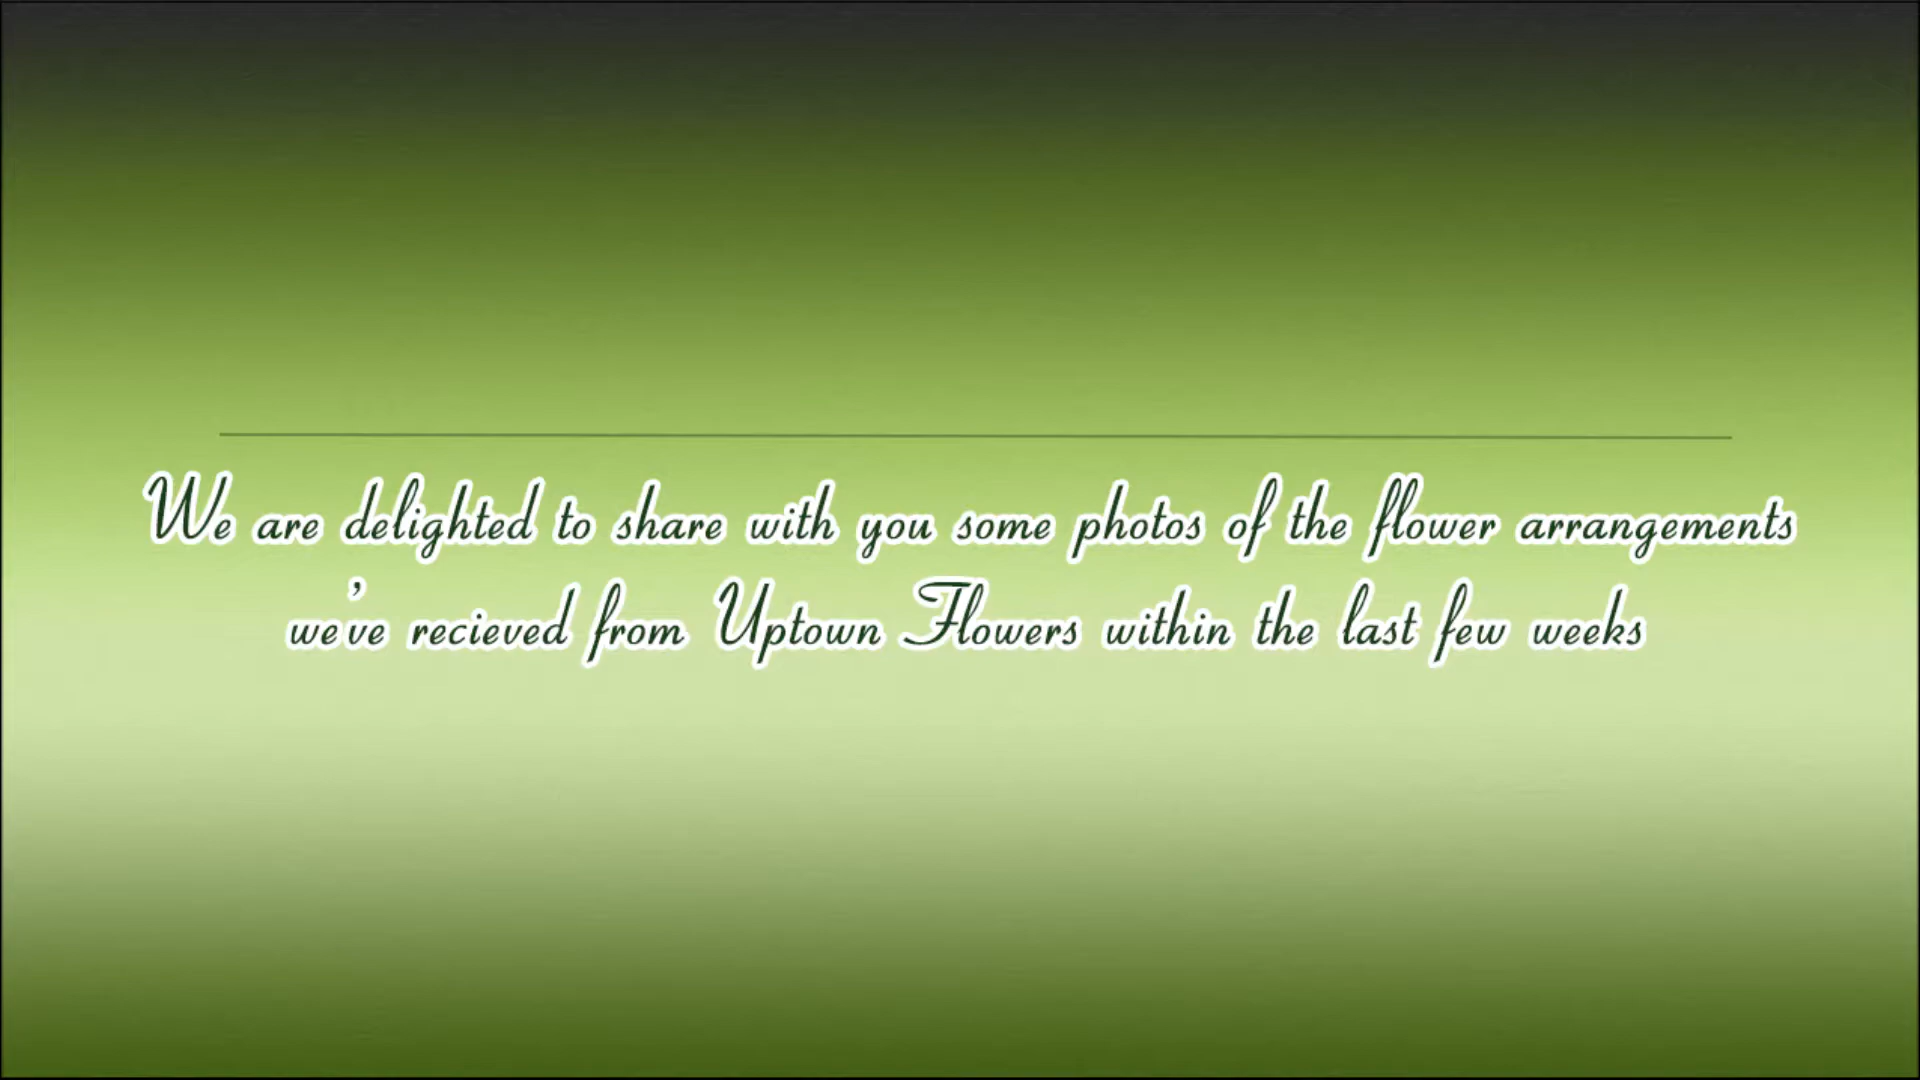 We are delighted to share with you some photos of the flower arrangements
we've recieved from Uptown Flowers within the last few weeks